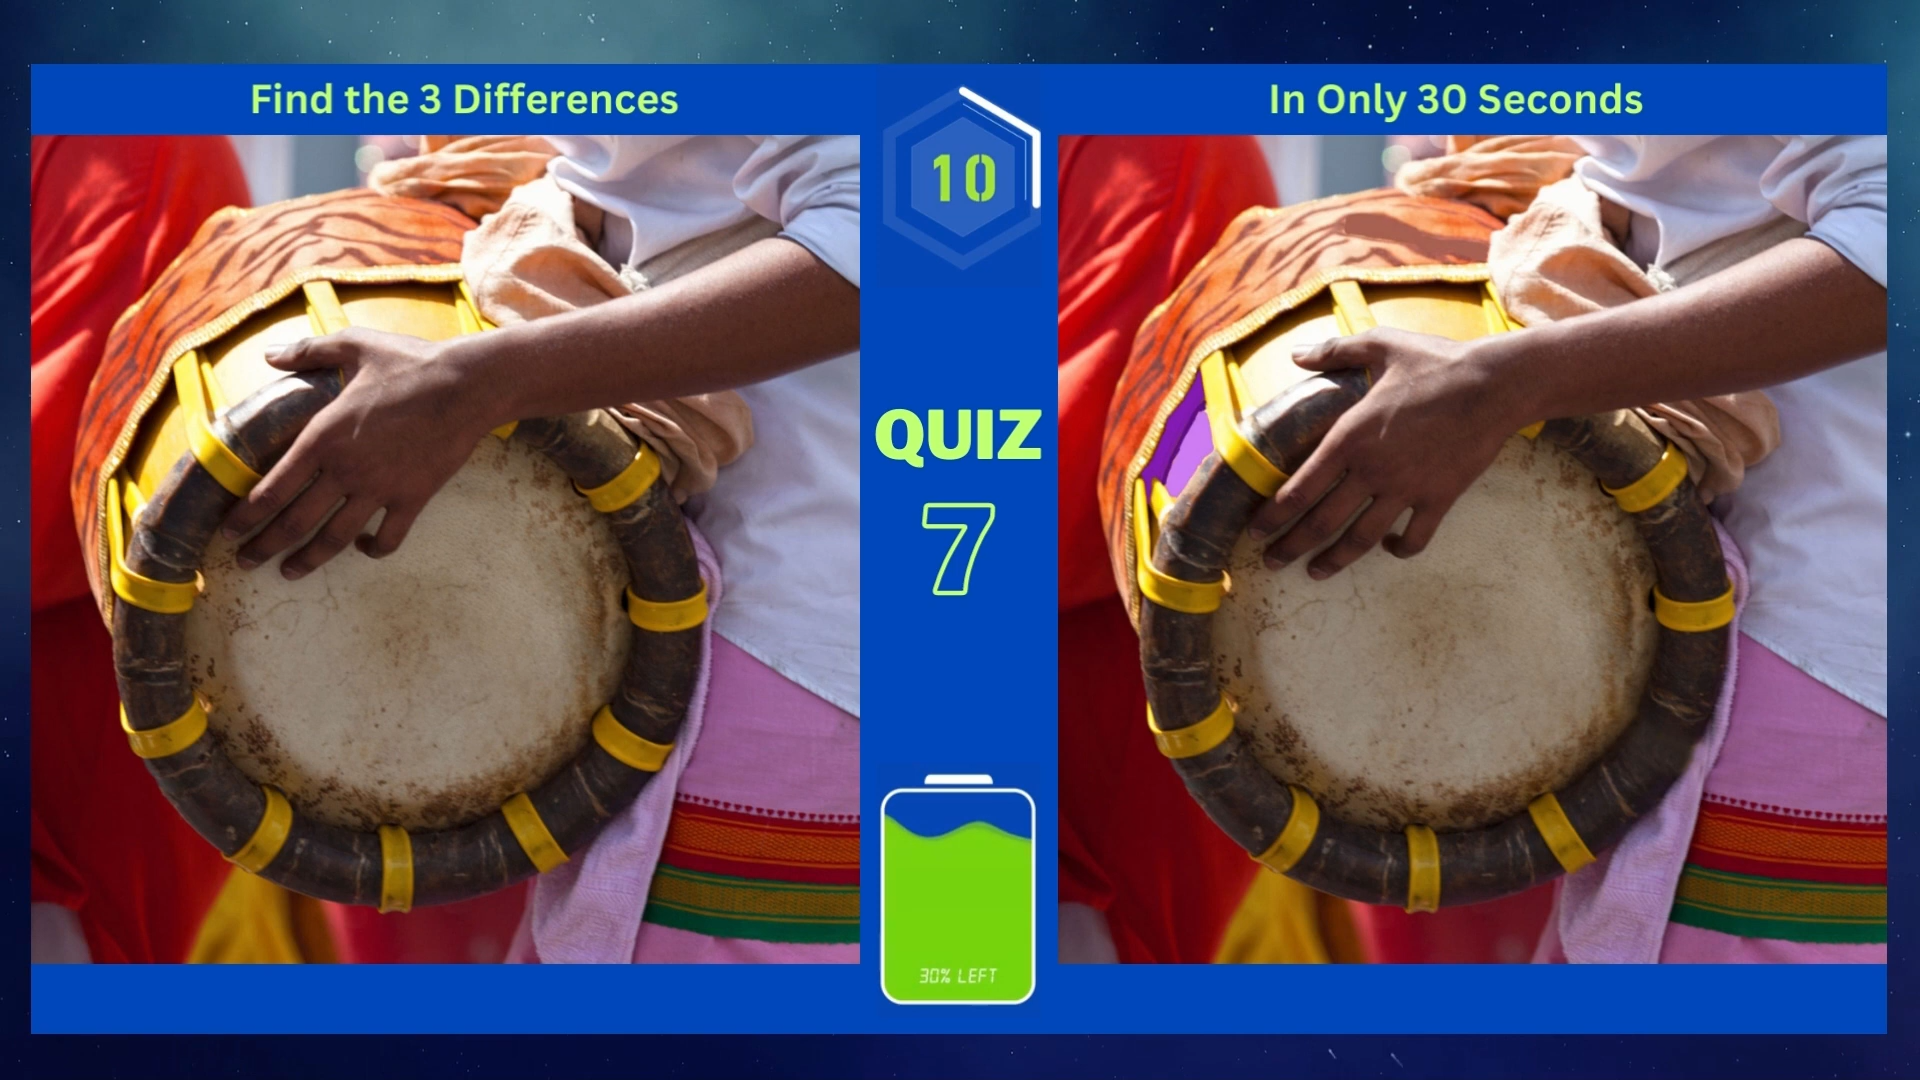 Find the 3 Differences
10
In Only 30 Seconds
QUIZ
7
30% LEFT